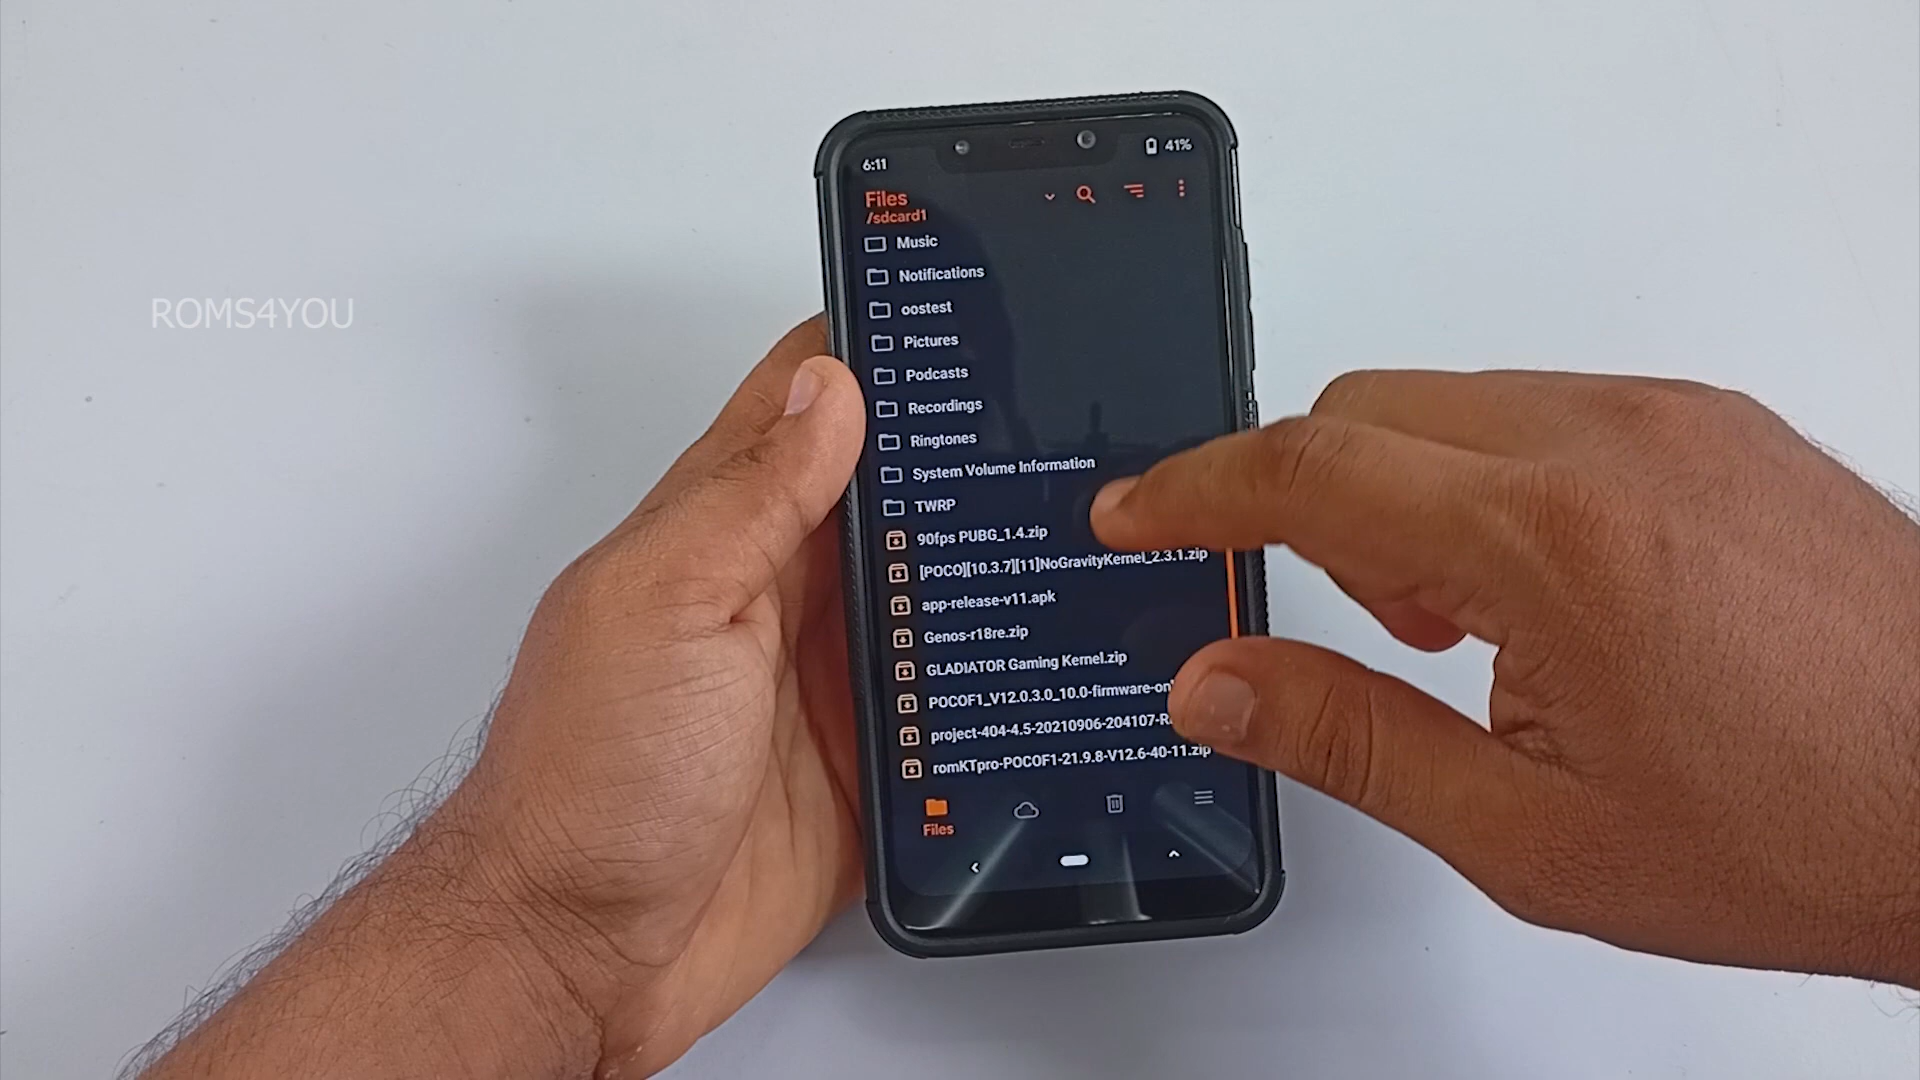 6:11
41%
Files
/sdcard1
Music
Notifications
oostest
Pictures
Podcasts
Recordings
Ringtones
System Volume Information
TWRP
90fps PUBG_1.4.zip
[POCO][10.3.7][11]NoGravityKernel_2.3.1.zip
app-release-v11.apk
Genos-r18re.zip
GLADIATOR Gaming Kernel.zip
POCOF1_V12.0.3.0_10.0-firmware-on
project-404-4.5-20210906-204107-R
romKTpro-POCOF1-21.9.8-V12.6-40-11.zip
Files
ROMS4YOU